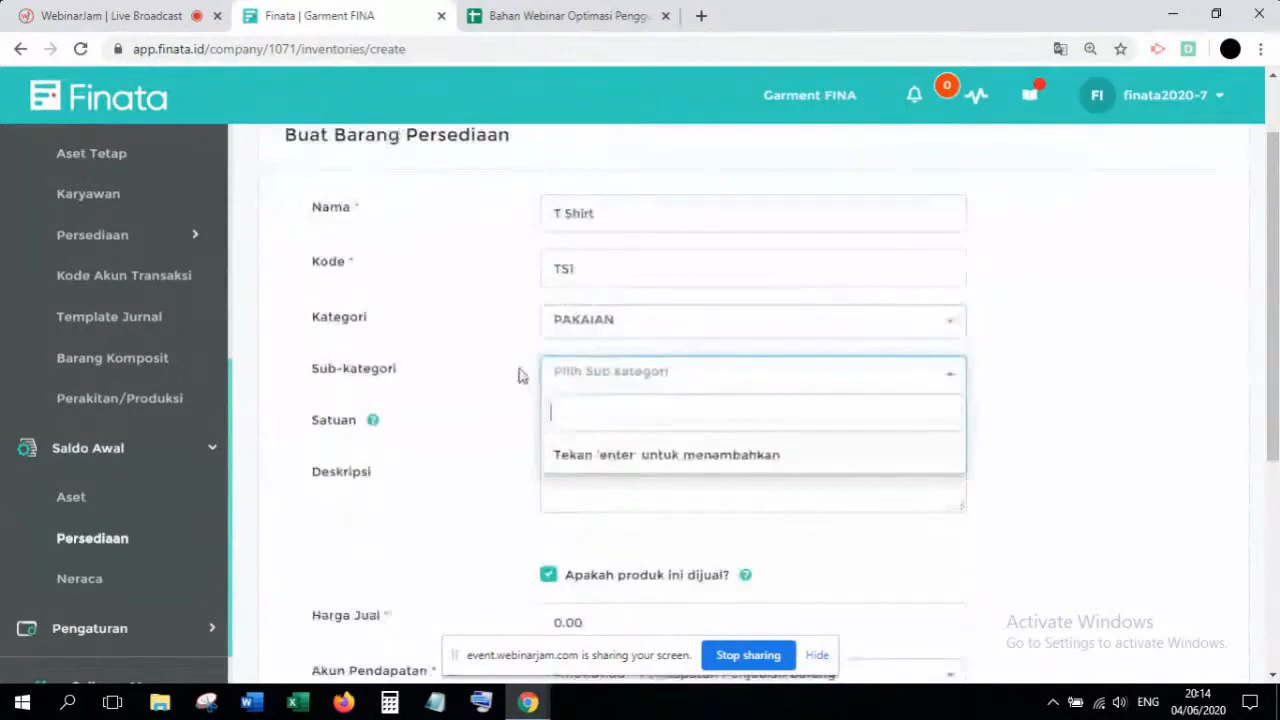 WebinarJam | Live Broadcast
Finata | Garment FINA
Bahan Webinar Optimasi Pengg
app.finata.id/company/1071/inventories/create
Finata
Garment FINA
0
FI
finata2020-7
Buat Barang Persediaan
Aset Tetap
Karyawan
Persediaan
Kode Akun Transaksi
Template Jurnal
Barang Komposit
Perakitan/Produksi
Saldo Awal
Aset
Persediaan
Neraca
Pengaturan
Nama *
T Shirt
Kode *
TS1
Kategori
PAKAIAN
Sub-kategori
Pilih Sub kategori
Tekan 'enter' untuk menambahkan
Satuan ?
Deskripsi
Apakah produk ini dijual? ?
Harga Jual *
0.00
Akun Pendapatan *
event.webinarjam.com is sharing your screen.
Stop sharing
Hide
Activate Windows
Go to Settings to activate Windows.
ENG
20:14
04/06/2020